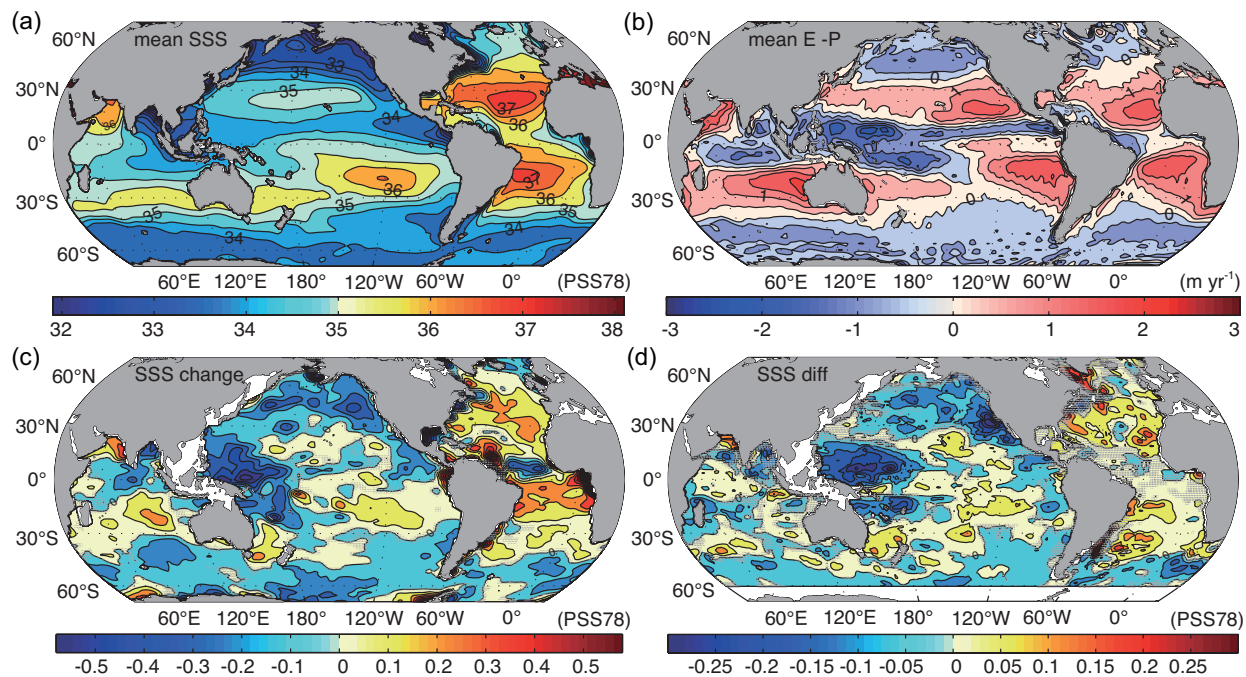 (a)
mean SSS
60°N
30°N
0°
30°S
60°S
33
34
35
34
35
36
35
34
37
36
37
36
35
34
60°E 120°E 180° 120°W 60°W 0° (PSS78)
32 33 34 35 36 37 38
(b)
mean E -P
60°N
30°N
0°
30°S
60°S
0
0
1
1
0
1
0
0
1
60°E 120°E 180° 120°W 60°W 0° (m yr-1)
-3 -2 -1 0 1 2 3
(c)
SSS change
60°N
30°N
0°
30°S
60°S
60°E 120°E 180° 120°W 60°W 0° (PSS78)
-0.5 -0.4 -0.3 -0.2 -0.1 0 0.1 0.2 0.3 0.4 0.5
(d)
SSS diff
60°N
30°N
0°
30°S
60°S
60°E 120°E 180° 120°W 60°W 0° (PSS78)
-0.25 -0.2 -0.15 -0.1 -0.05 0 0.05 0.1 0.15 0.2 0.25